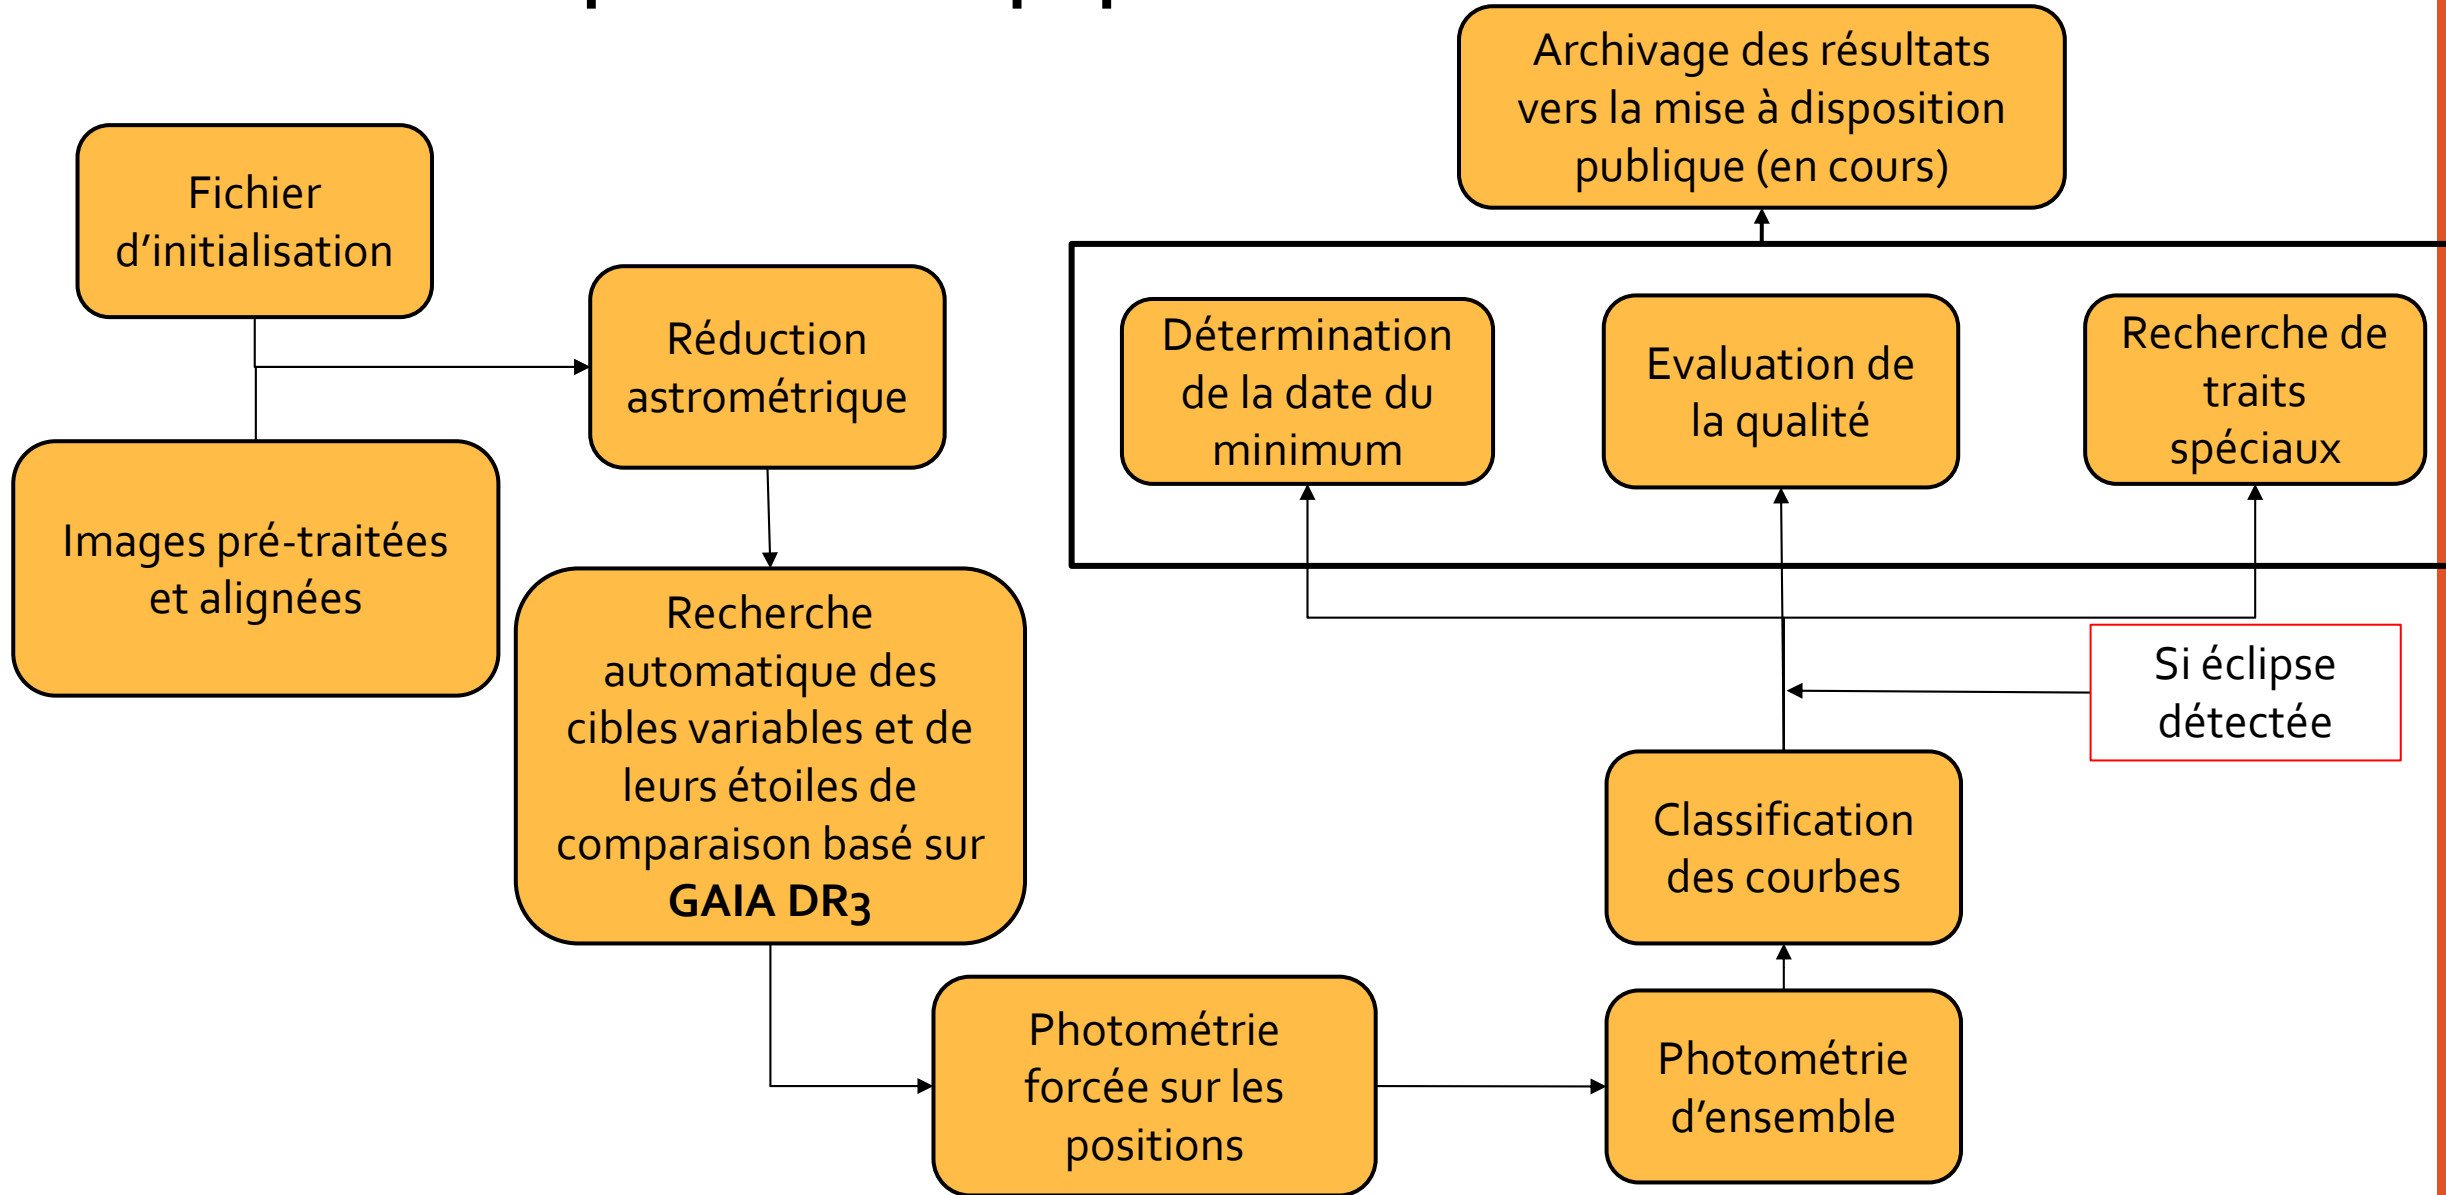 Fichier
d’initialisation
Images pré-traitées
et alignées
Réduction
astrométrique
Recherche
automatique des
cibles variables et de
leurs étoiles de
comparaison basé sur
GAIA DR3
Photométrie
forcée sur les
positions
Photométrie
d’ensemble
Classification
des courbes
Si éclipse
détectée
Détermination
de la date du
minimum
Evaluation de
la qualité
Recherche de
traits
spéciaux
Archivage des résultats
vers la mise à disposition
publique (en cours)